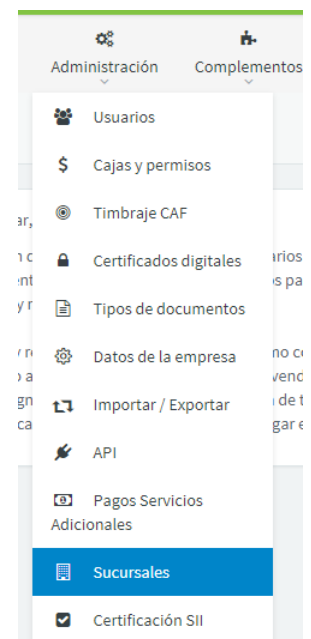 Administración Complementos
Usuarios
$ Cajas y permisos
Timbraje CAF
Certificados digitales
Tipos de documentos
Datos de la empresa
Importar / Exportar
API
Pagos Servicios
Adicionales
Sucursales
Certificación SII